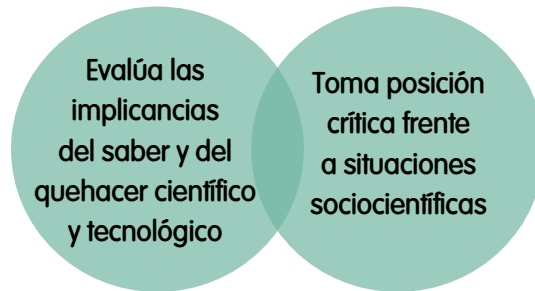 Evalúa las
implicancias
del saber y del
quehacer científico
y tecnológico
Toma posición
crítica frente
a situaciones
sociocientíficas